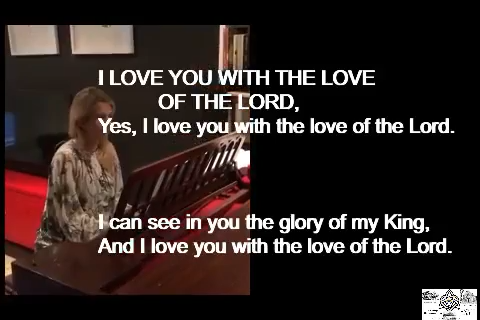 I LOVE YOU WITH THE LOVE
OF THE LORD,
Yes, I love you with the love of the Lord.
I can see in you the glory of my King,
And I love you with the love of the Lord.